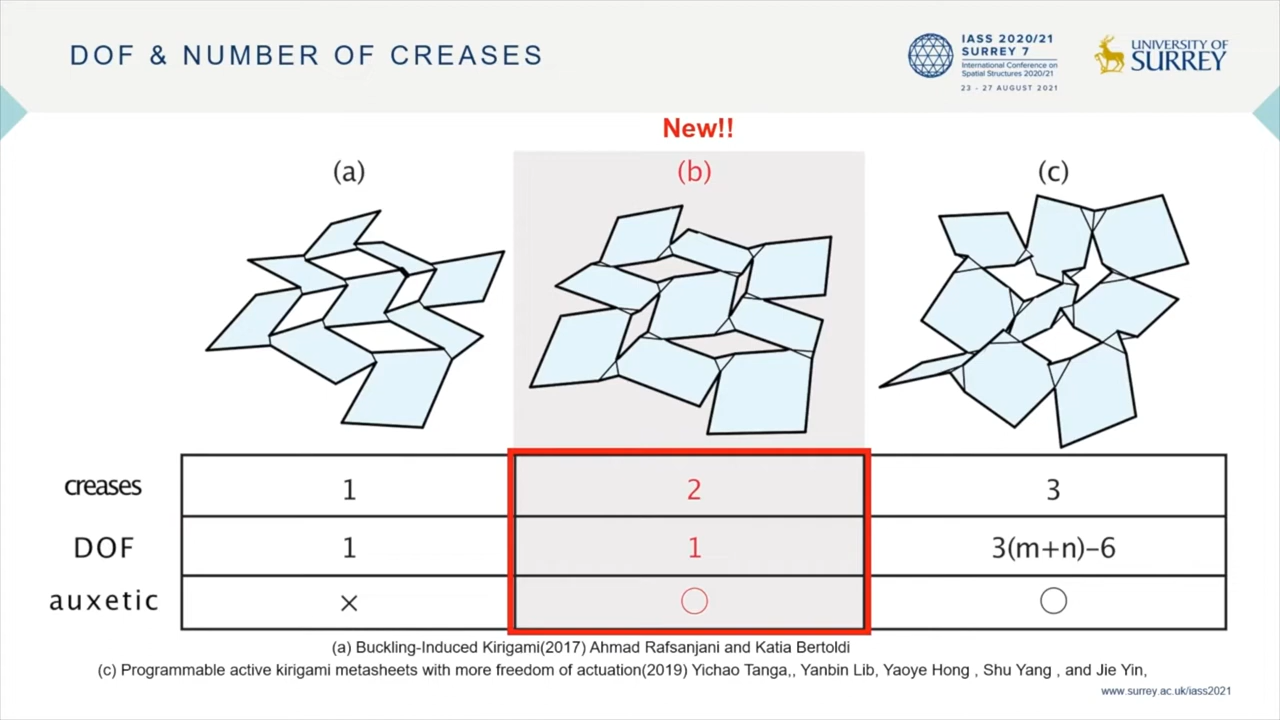 DOF & NUMBER OF CREASES
IASS 2020/21
SURREY 7
International Conference on
Spatial Structures 2020/21
23 - 27 AUGUST 2021
UNIVERSITY OF
SURREY
New!!
(a) (b) (c)
creases 1 2 3
DOF 1 1 3(m+n)−6
auxetic × ○ ○
(a) Buckling-Induced Kirigami(2017) Ahmad Rafsanjani and Katia Bertoldi
(c) Programmable active kirigami metasheets with more freedom of actuation(2019) Yichao Tanga,, Yanbin Lib, Yaoye Hong , Shu Yang , and Jie Yin,
www.surrey.ac.uk/iass2021